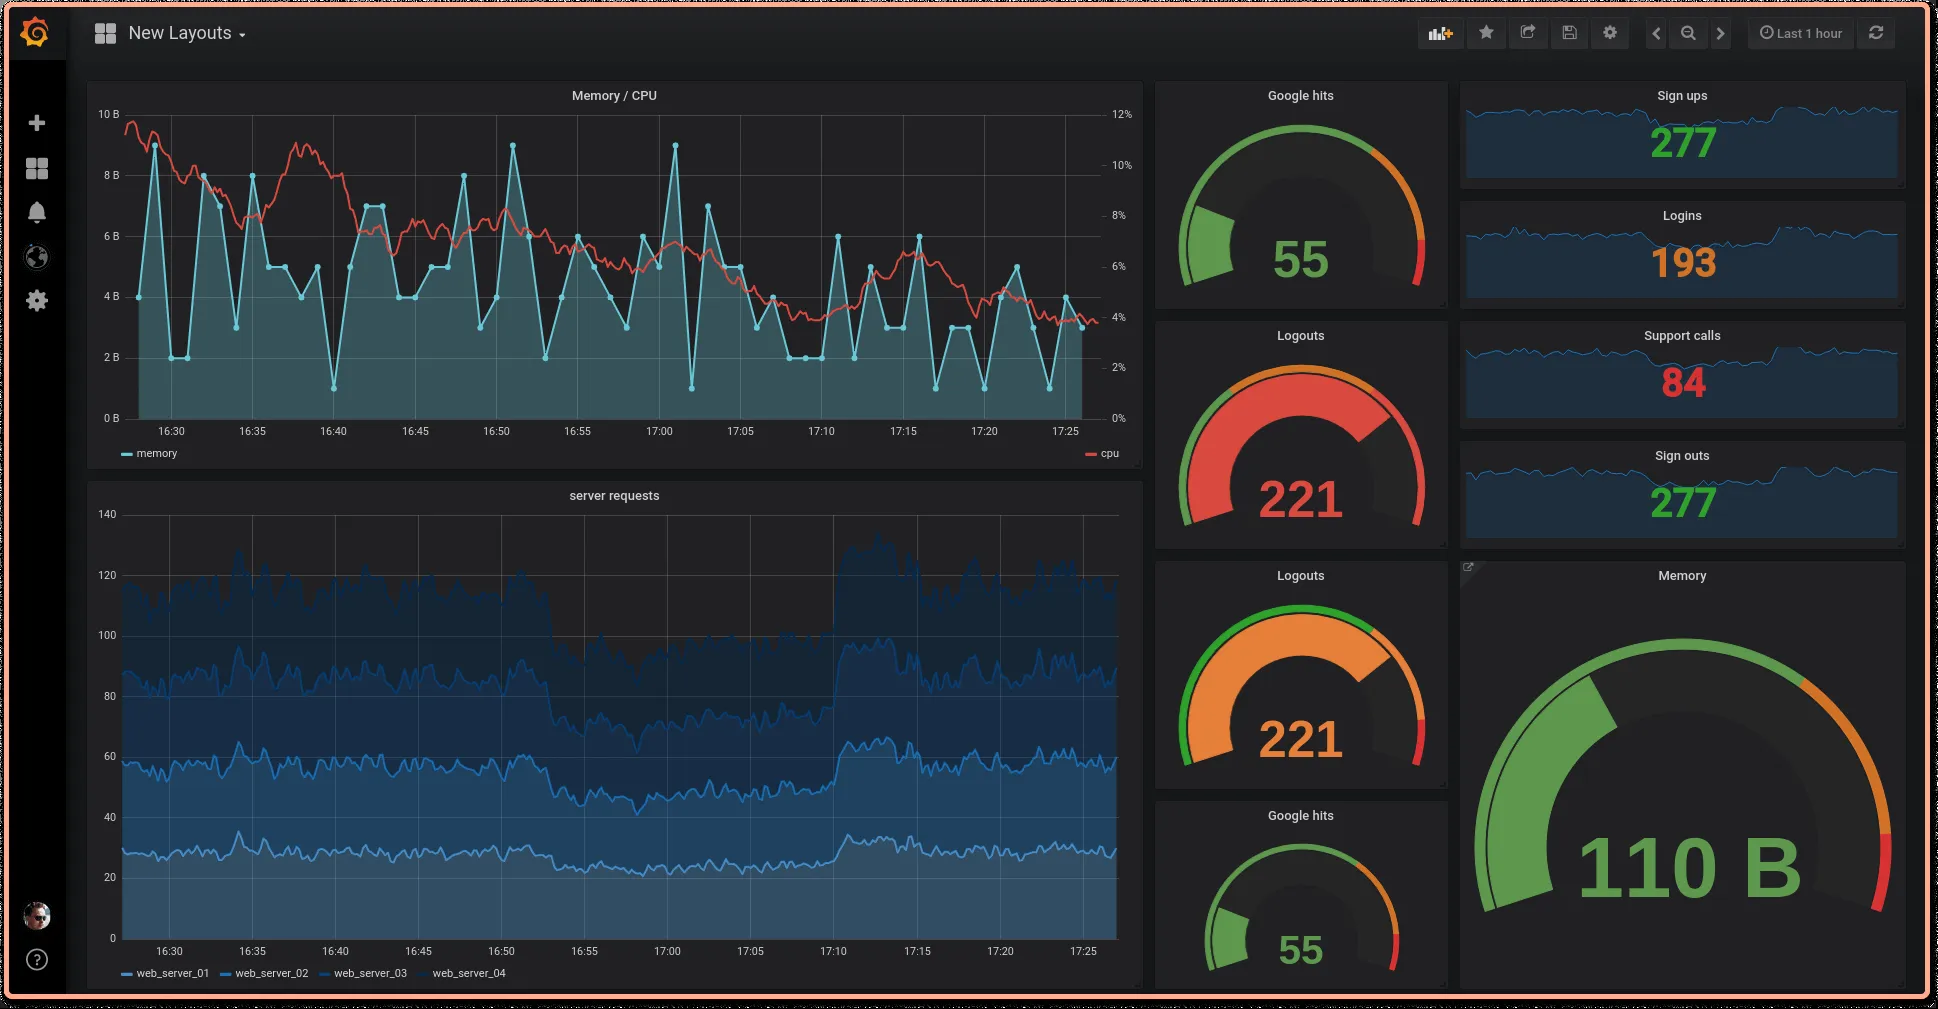 New Layouts
Last 1 hour
Memory / CPU
10 B
8 B
6 B
4 B
2 B
0 B
12%
10%
8%
6%
4%
2%
0%
16:30 16:35 16:40 16:45 16:50 16:55 17:00 17:05 17:10 17:15 17:20 17:25
memory
cpu
server requests
140
120
100
80
60
40
20
0
16:30 16:35 16:40 16:45 16:50 16:55 17:00 17:05 17:10 17:15 17:20 17:25
web_server_01 web_server_02 web_server_03 web_server_04
Google hits
55
Logouts
221
Logouts
221
Google hits
55
Sign ups
277
Logins
193
Support calls
84
Sign outs
277
Memory
110 B